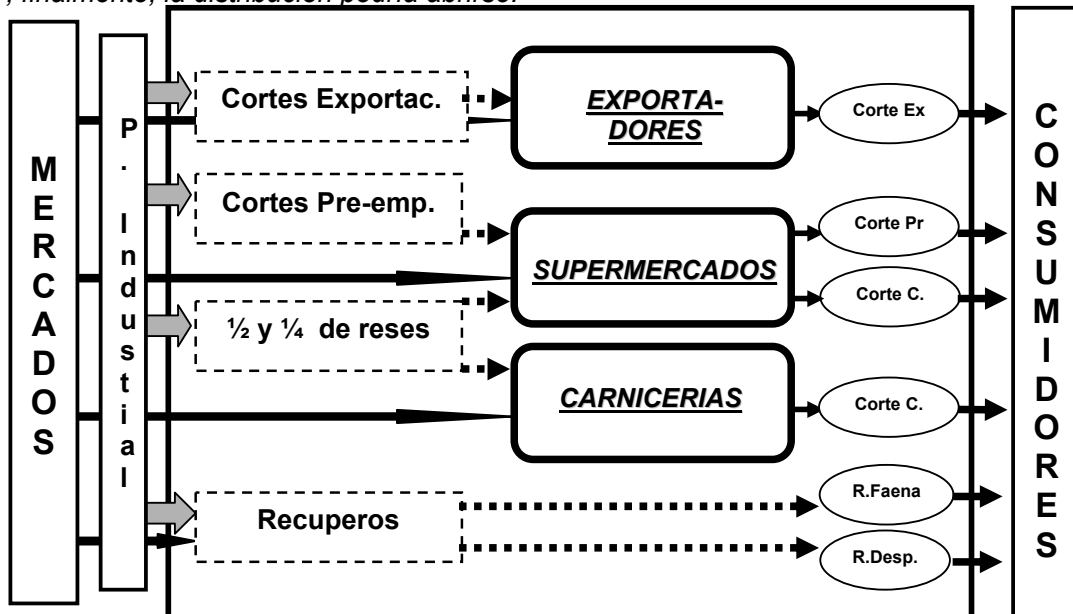 , finalmente, la distribución podría abrirse.
MERCADOS
P. Industial
Cortes Exportac.
Cortes Pre-emp.
½ y ¼ de reses
Recuperos
EXPORTA-
DORES
SUPERMERCADOS
CARNICERIAS
Corte Ex
Corte Pr
Corte C.
Corte C.
R.Faena
R.Desp.
CONSUMIDORES